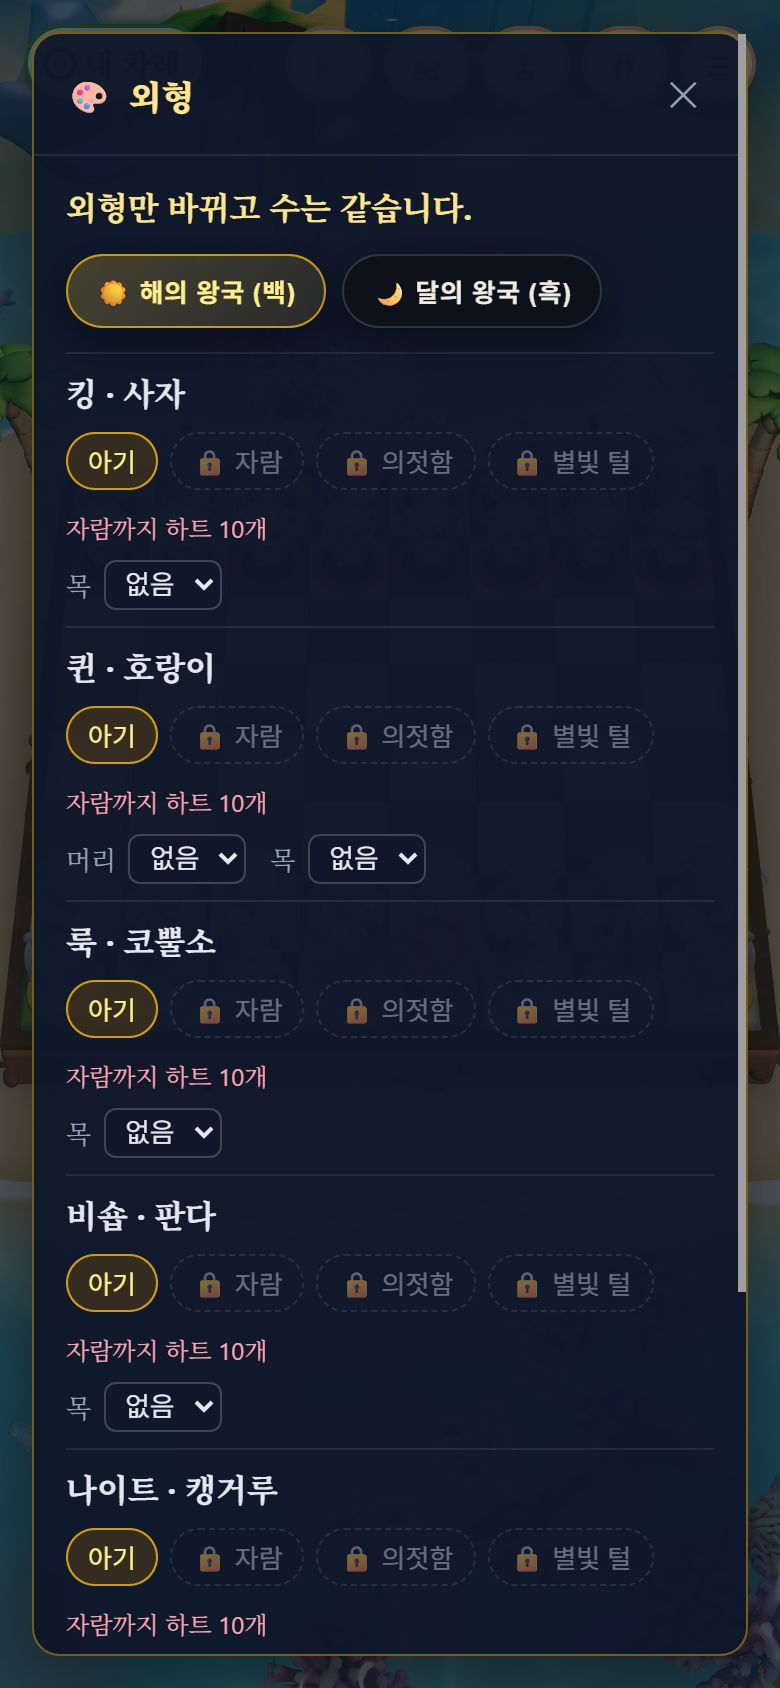 내 차례
외형
외형만 바뀌고 수는 같습니다.
해의 왕국 (백) 달의 왕국 (흑)
킹 · 사자
아기 자람 의젓함 별빛 털
자람까지 하트 10개
목 없음
퀸 · 호랑이
아기 자람 의젓함 별빛 털
자람까지 하트 10개
머리 없음 목 없음
룩 · 코뿔소
아기 자람 의젓함 별빛 털
자람까지 하트 10개
목 없음
비숍 · 판다
아기 자람 의젓함 별빛 털
자람까지 하트 10개
목 없음
나이트 · 캥거루
아기 자람 의젓함 별빛 털
자람까지 하트 10개